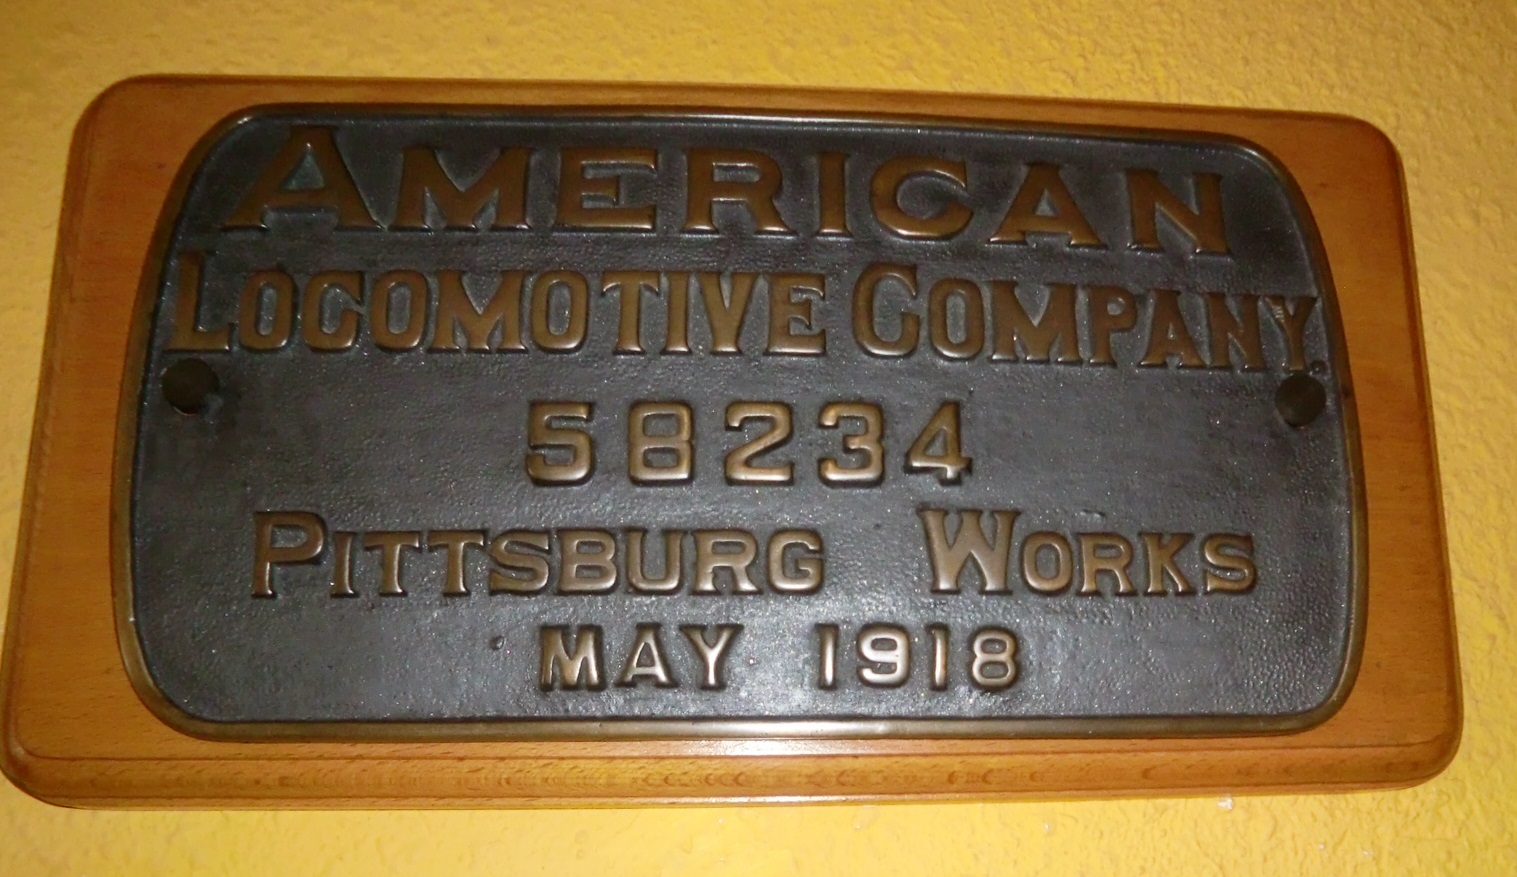 AMERICAN
LOCOMOTIVE COMPANY.
58234
PITTSBURG WORKS
MAY 1918